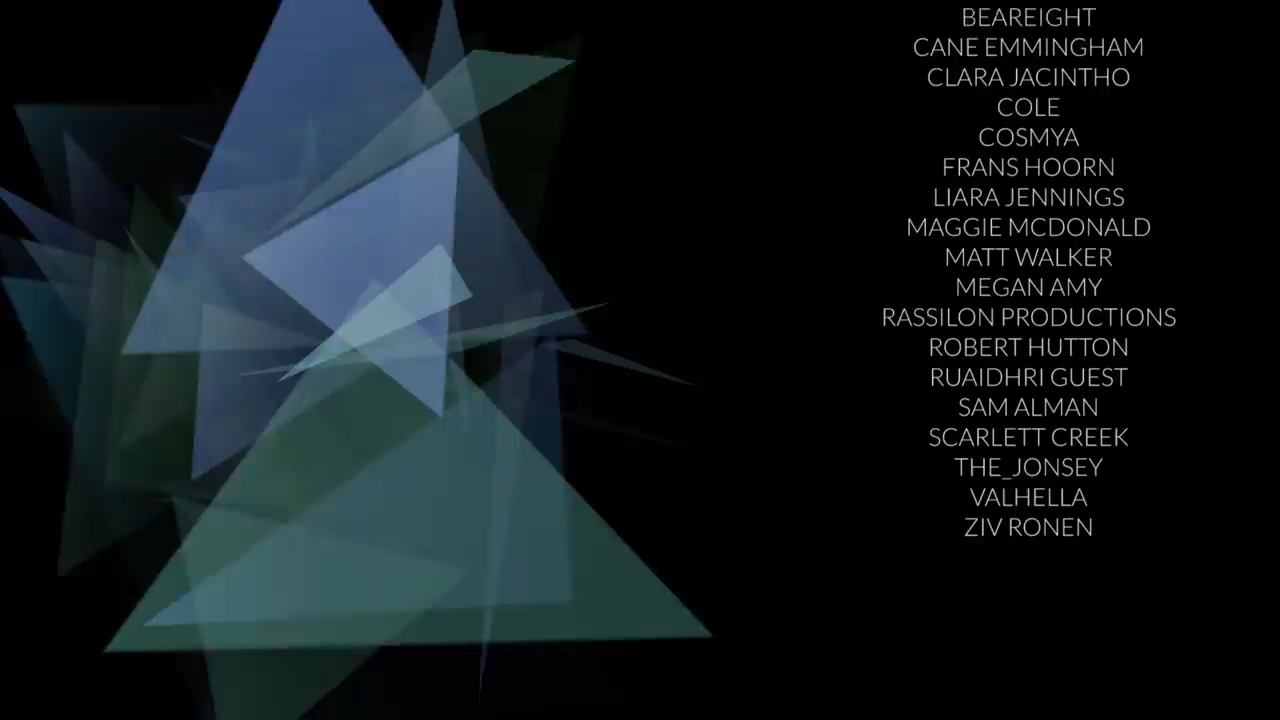 BEAREIGHT
CANE EMMINGHAM
CLARA JACINTHO
COLE
COSMYA
FRANS HOORN
LIARA JENNINGS
MAGGIE MCDONALD
MATT WALKER
MEGAN AMY
RASSILON PRODUCTIONS
ROBERT HUTTON
RUAIDHRI GUEST
SAM ALMAN
SCARLETT CREEK
THE_JONSEY
VALHELLA
ZIV RONEN